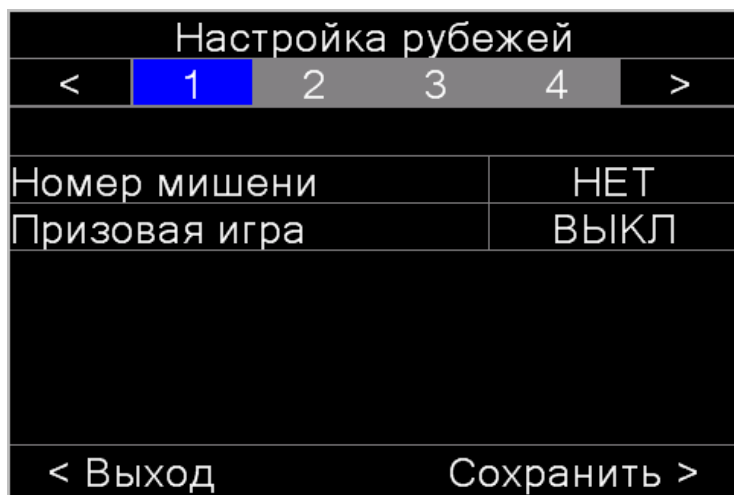 Настройка рубежей
< 1 2 3 4 >
Номер мишени НЕТ
Призовая игра ВЫКЛ
< Выход Сохранить >